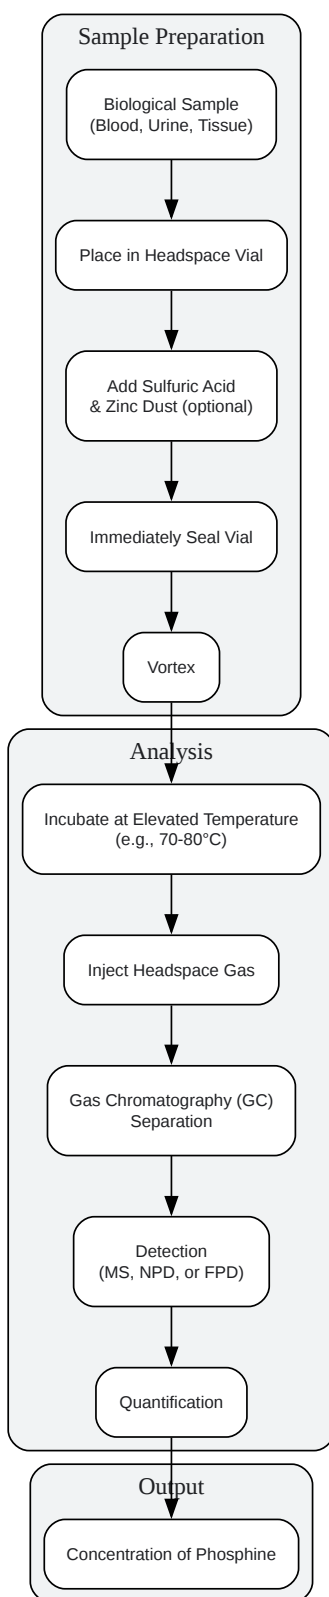 Sample Preparation
Biological Sample
(Blood, Urine, Tissue)
Place in Headspace Vial
Add Sulfuric Acid
& Zinc Dust (optional)
Immediately Seal Vial
Vortex
Analysis
Incubate at Elevated Temperature
(e.g., 70-80°C)
Inject Headspace Gas
Gas Chromatography (GC)
Separation
Detection
(MS, NPD, or FPD)
Quantification
Output
Concentration of Phosphine